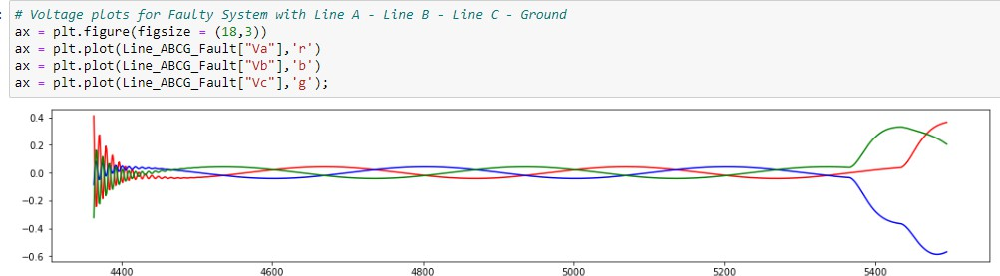 # Voltage plots for Faulty System with Line A - Line B - Line C - Ground
ax = plt.figure(figsize = (18,3))
ax = plt.plot(Line_ABCG_Fault["Va"],'r')
ax = plt.plot(Line_ABCG_Fault["Vb"],'b')
ax = plt.plot(Line_ABCG_Fault["Vc"],'g');
0.4
0.2
0.0
−0.2
−0.4
−0.6
4400 4600 4800 5000 5200 5400